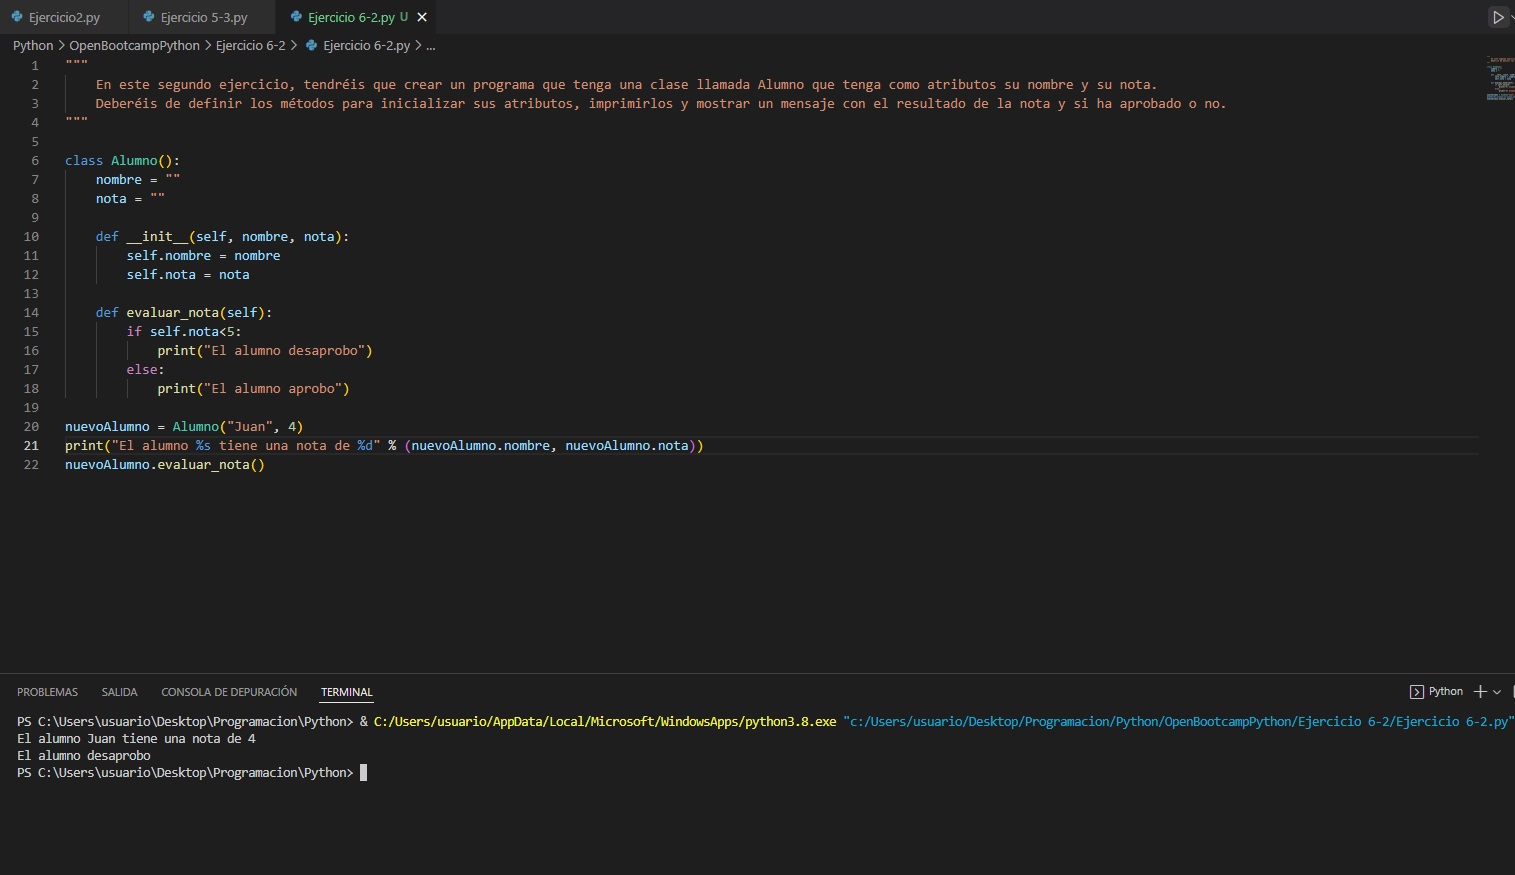 Ejercicio2.py Ejercicio 5-3.py Ejercicio 6-2.py U
Python > OpenBootcampPython > Ejercicio 6-2 > Ejercicio 6-2.py > ...
1 """
2     En este segundo ejercicio, tendréis que crear un programa que tenga una clase llamada Alumno que tenga como atributos su nombre y su nota.
3     Deberéis de definir los métodos para inicializar sus atributos, imprimirlos y mostrar un mensaje con el resultado de la nota y si ha aprobado o no.
4 """
5
6 class Alumno():
7     nombre = ""
8     nota = ""
9
10     def __init__(self, nombre, nota):
11         self.nombre = nombre
12         self.nota = nota
13
14     def evaluar_nota(self):
15         if self.nota<5:
16             print("El alumno desaprobo")
17         else:
18             print("El alumno aprobo")
19
20 nuevoAlumno = Alumno("Juan", 4)
21 print("El alumno %s tiene una nota de %d" % (nuevoAlumno.nombre, nuevoAlumno.nota))
22 nuevoAlumno.evaluar_nota()
PROBLEMAS SALIDA CONSOLA DE DEPURACIÓN TERMINAL Python
PS C:\Users\usuario\Desktop\Programacion\Python> & C:/Users/usuario/AppData/Local/Microsoft/WindowsApps/python3.8.exe "c:/Users/usuario/Desktop/Programacion/Python/OpenBootcampPython/Ejercicio 6-2/Ejercicio 6-2.py"
El alumno Juan tiene una nota de 4
El alumno desaprobo
PS C:\Users\usuario\Desktop\Programacion\Python>